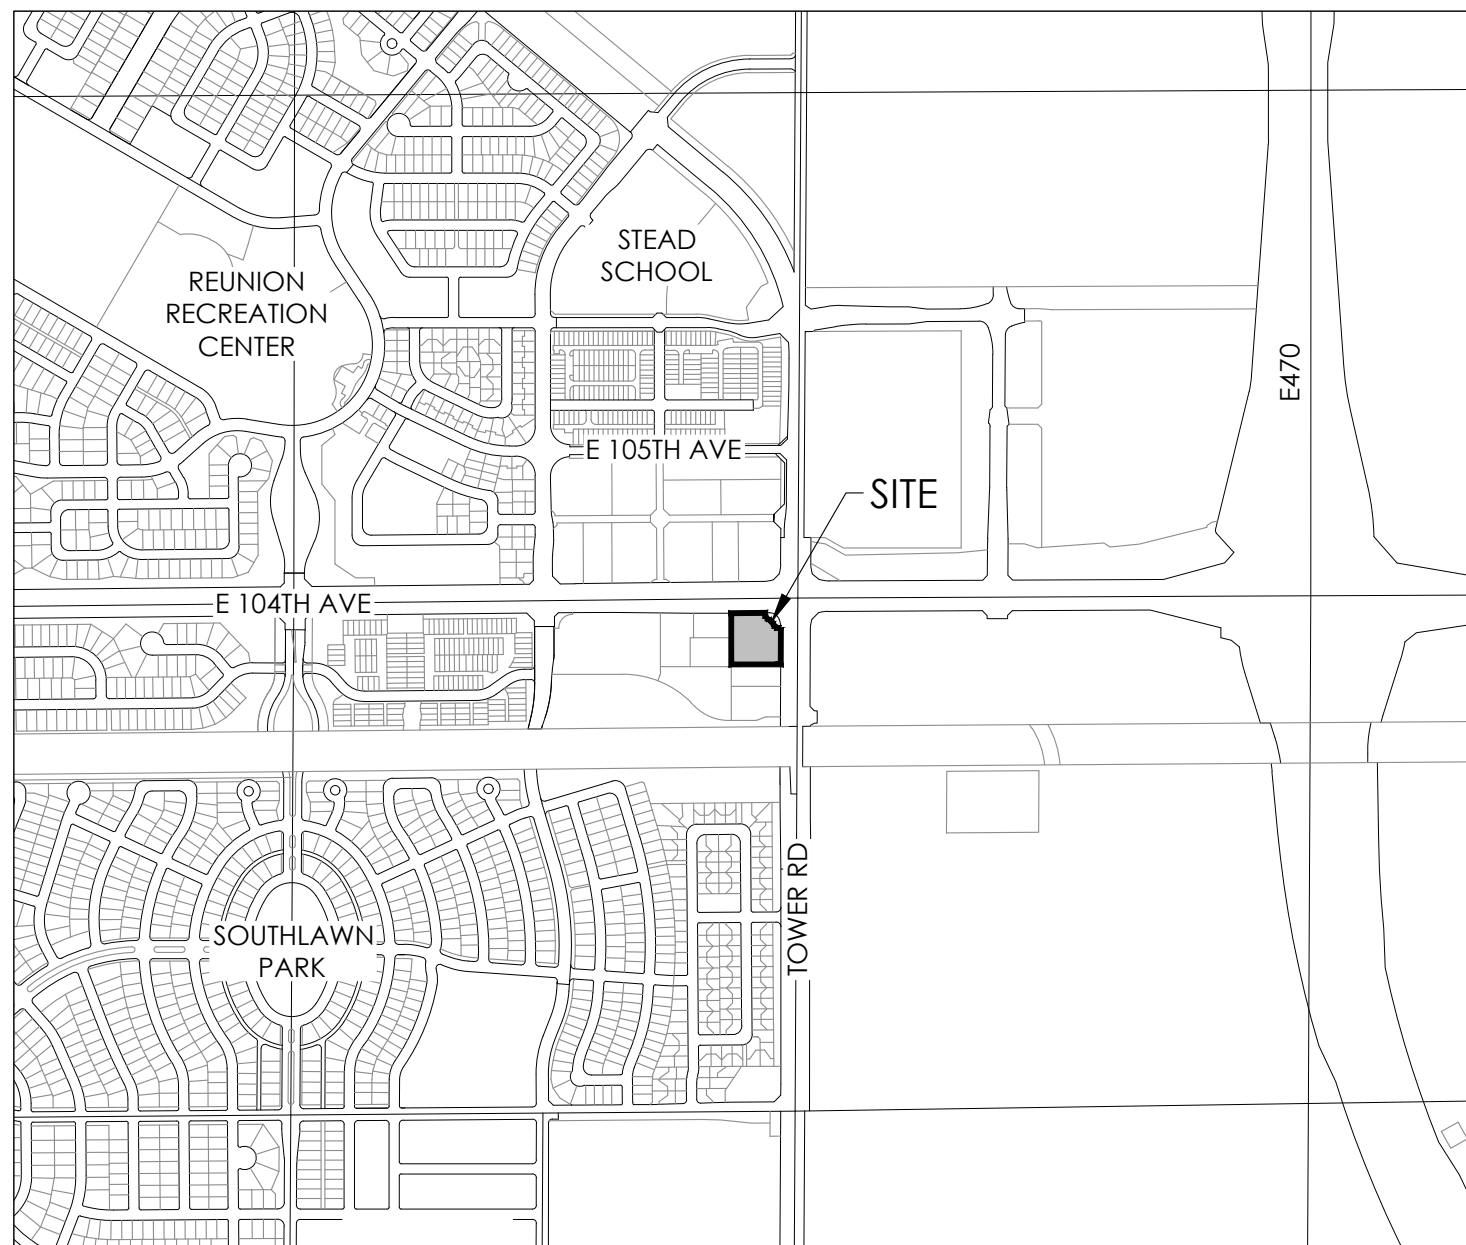 STEAD
SCHOOL
REUNION
RECREATION
CENTER
E470
E 105TH AVE
SITE
E 104TH AVE
TOWER RD
SOUTHLAWN
PARK